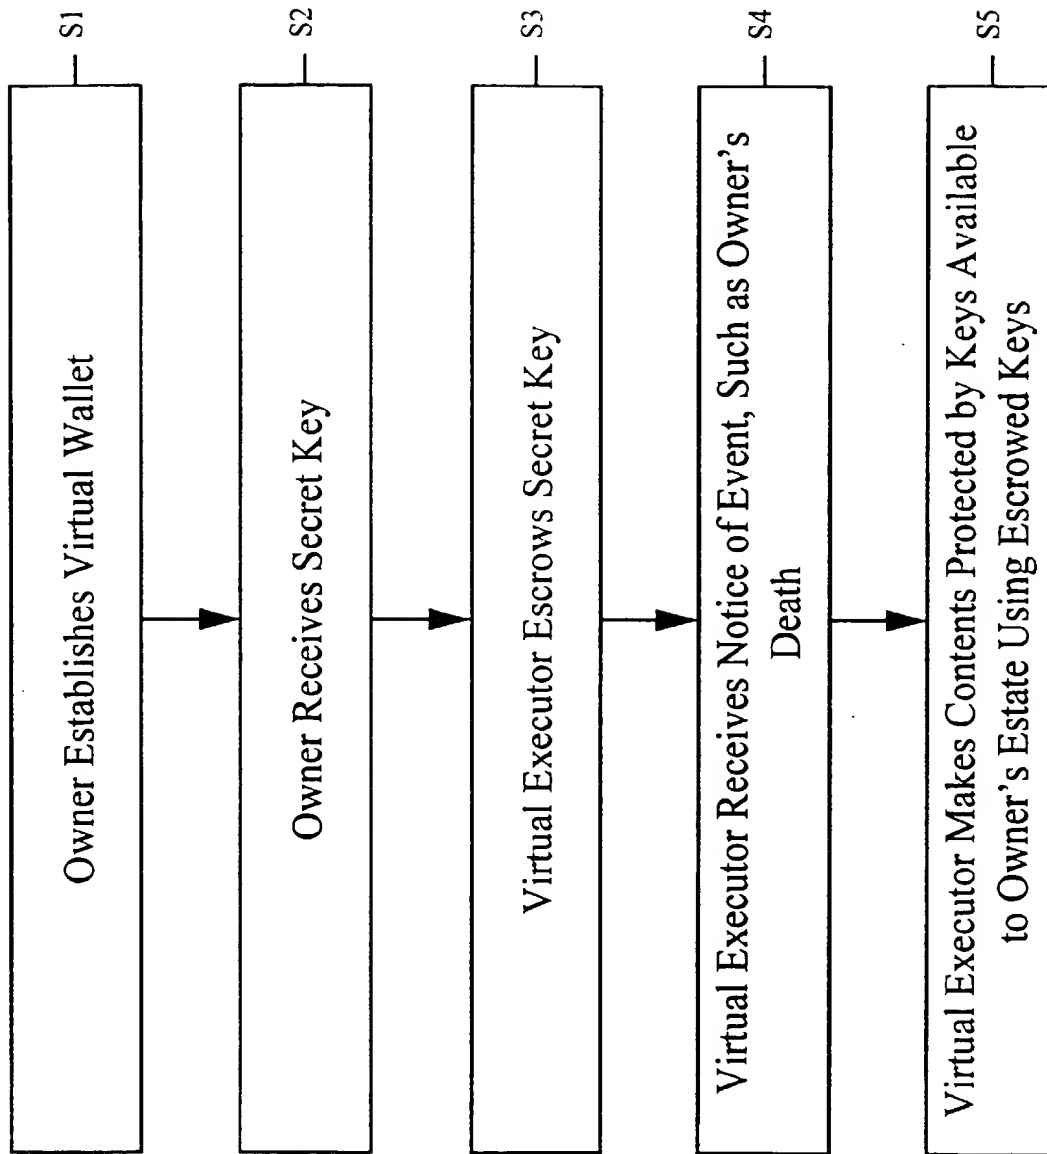 Owner Establishes Virtual Wallet
S1
Owner Receives Secret Key
S2
Virtual Executor Escrows Secret Key
S3
Virtual Executor Receives Notice of Event, Such as Owner's
Death
S4
Virtual Executor Makes Contents Protected by Keys Available
to Owner's Estate Using Escrowed Keys
S5